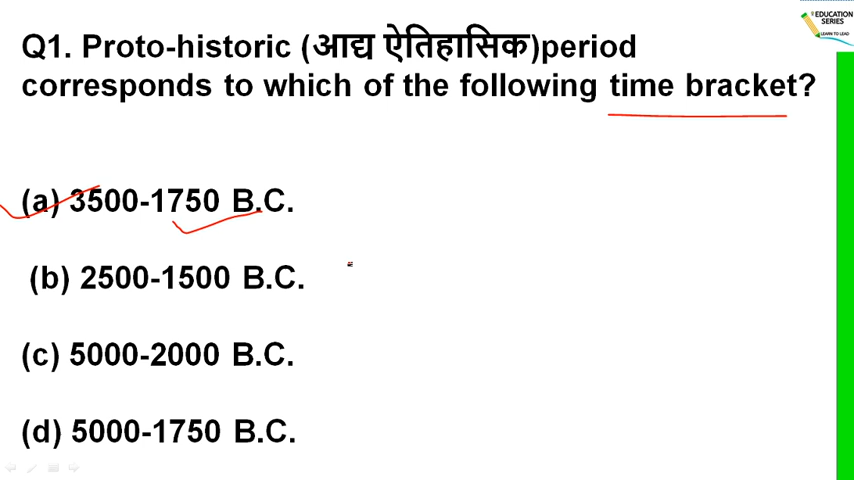 EDUCATION
SERIES
LEARN TO LEAD
Q1. Proto-historic (आद्य ऐतिहासिक)period
corresponds to which of the following time bracket?
(a) 3500-1750 B.C.
(b) 2500-1500 B.C.
(c) 5000-2000 B.C.
(d) 5000-1750 B.C.